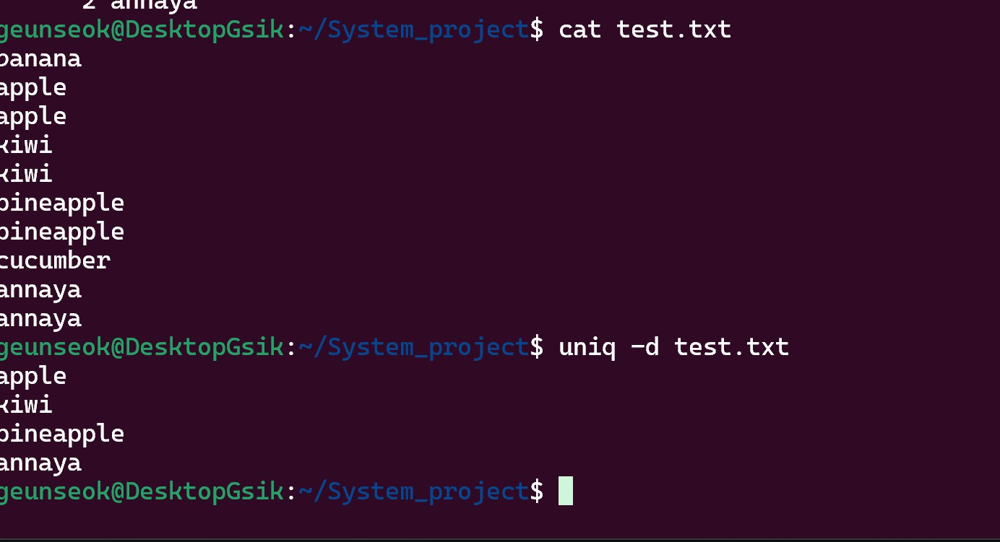 2 annaya
geunseok@DesktopGsik:~/System_project$ cat test.txt
banana
apple
apple
kiwi
kiwi
pineapple
pineapple
cucumber
annaya
annaya
geunseok@DesktopGsik:~/System_project$ uniq -d test.txt
apple
kiwi
pineapple
annaya
geunseok@DesktopGsik:~/System_project$